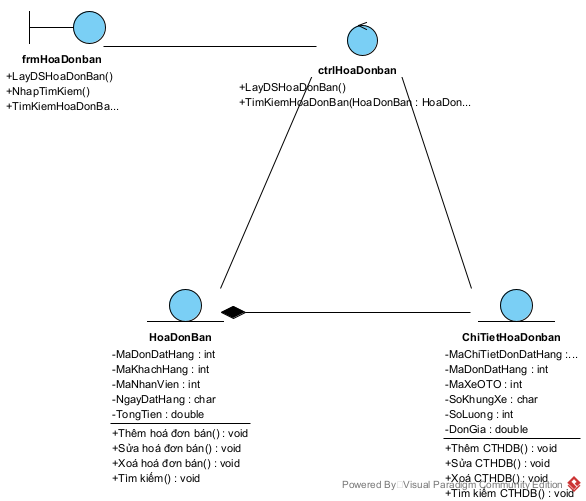 frmHoaDonban
+LayDSHoaDonBan()
+NhapTimKiem()
+TimKiemHoaDonBa...
ctrlHoaDonban
+LayDSHoaDonBan()
+TimKiemHoaDonBan(HoaDonBan : HoaDon...
HoaDonBan
-MaDonDatHang : int
-MaKhachHang : int
-MaNhanVien : int
-NgayDatHang : char
-TongTien : double
+Thêm hoá đơn bán() : void
+Sửa hoá đơn bán() : void
+Xoá hoá đơn bán() : void
+Tìm kiếm() : void
ChiTietHoaDonban
-MaChiTietDonDatHang :...
-MaDonDatHang : int
-MaXeOTO : int
-SoKhungXe : char
-SoLuong : int
-DonGia : double
+Thêm CTHDB() : void
+Sửa CTHDB() : void
+Xoá CTHDB() : void
+Tìm kiếm CTHDB() : void
Powered By Visual Paradigm Community Edition